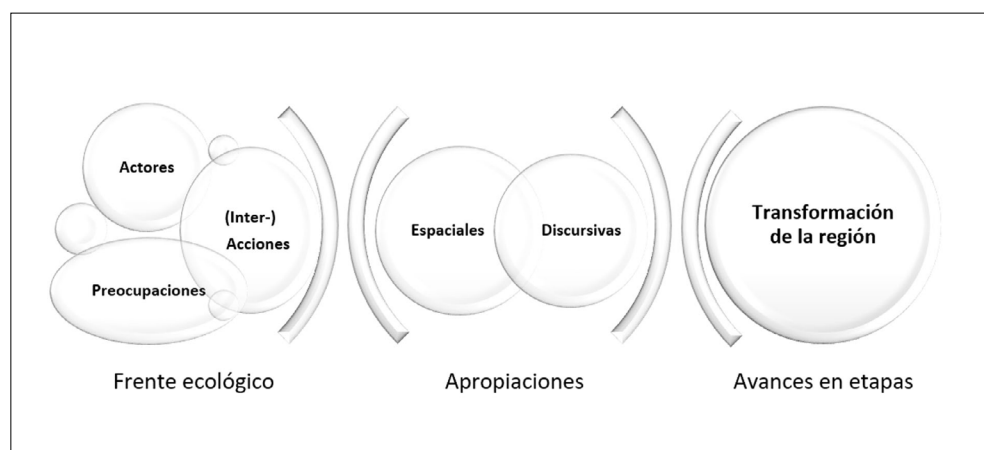 Actores
(Inter-)
Acciones
Preocupaciones
Espaciales
Discursivas
Transformación
de la región
Frente ecológico
Apropiaciones
Avances en etapas